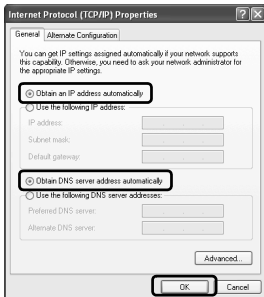 Internet Protocol (TCP/IP) Properties
General
Alternate Configuration
You can get IP settings assigned automatically if your network supports
this capability. Otherwise, you need to ask your network administrator for
the appropriate IP settings.
Obtain an IP address automatically
Use the following IP address:
IP address:
Subnet mask:
Default gateway:
Obtain DNS server address automatically
Use the following DNS server addresses:
Preferred DNS server:
Alternate DNS server:
Advanced...
OK
Cancel